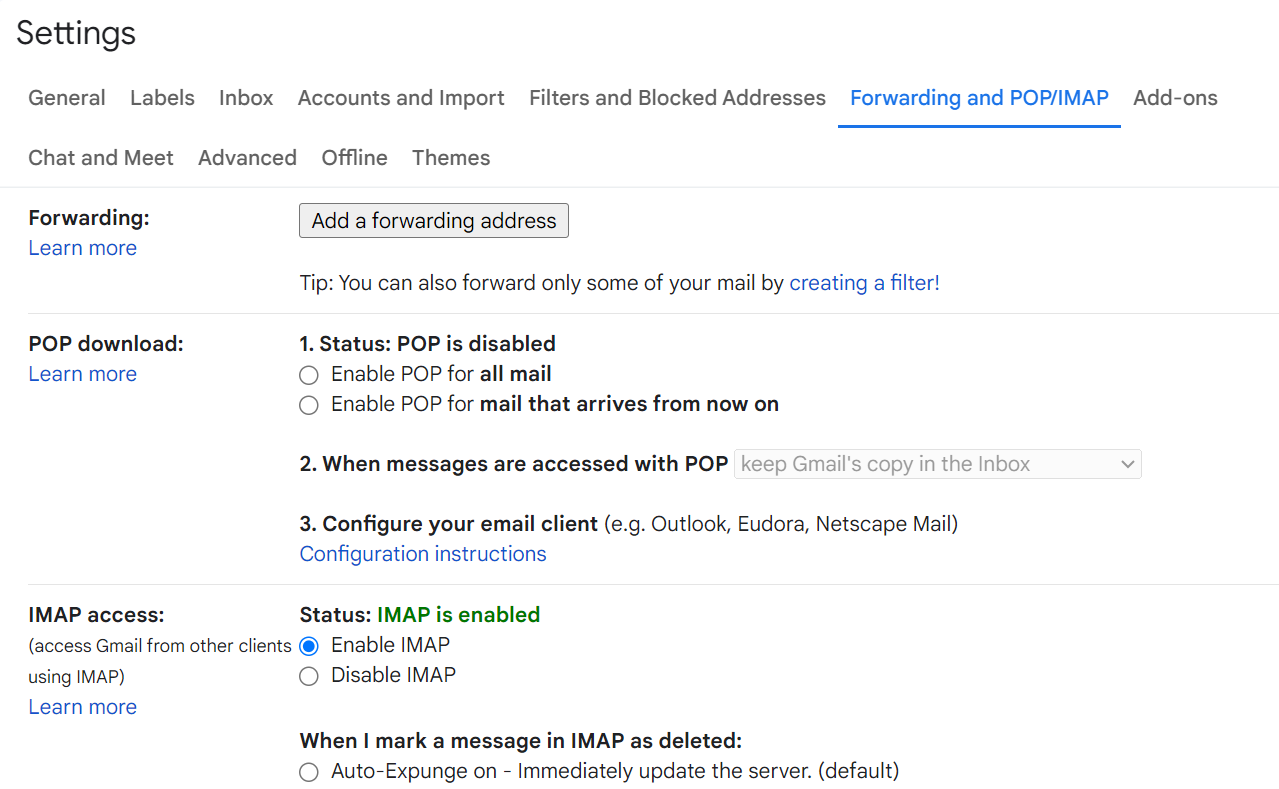 Settings
General Labels Inbox Accounts and Import Filters and Blocked Addresses Forwarding and POP/IMAP Add-ons
Chat and Meet Advanced Offline Themes
Forwarding:
Learn more
Add a forwarding address
Tip: You can also forward only some of your mail by creating a filter!
POP download:
Learn more
1. Status: POP is disabled
Enable POP for all mail
Enable POP for mail that arrives from now on
2. When messages are accessed with POP keep Gmail's copy in the Inbox
3. Configure your email client (e.g. Outlook, Eudora, Netscape Mail)
Configuration instructions
IMAP access:
(access Gmail from other clients
using IMAP)
Learn more
Status: IMAP is enabled
Enable IMAP
Disable IMAP
When I mark a message in IMAP as deleted:
Auto-Expunge on - Immediately update the server. (default)